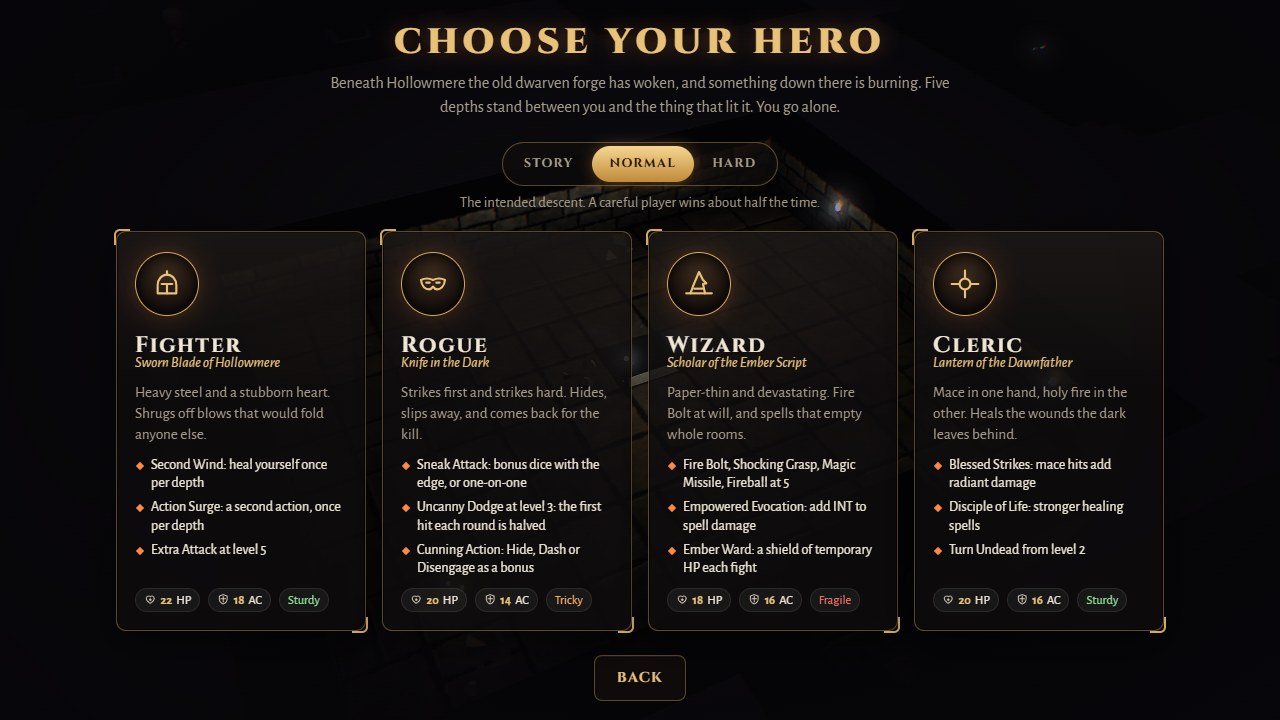 CHOOSE YOUR HERO
Beneath Hollowmere the old dwarven forge has woken, and something down there is burning. Five
depths stand between you and the thing that lit it. You go alone.
STORY NORMAL HARD
The intended descent. A careful player wins about half the time.
FIGHTER
Sworn Blade of Hollowmere
Heavy steel and a stubborn heart.
Shrugs off blows that would fold
anyone else.
Second Wind: heal yourself once
per depth
Action Surge: a second action, once
per depth
Extra Attack at level 5
22 HP 18 AC Sturdy
ROGUE
Knife in the Dark
Strikes first and strikes hard. Hides,
slips away, and comes back for the
kill.
Sneak Attack: bonus dice with the
edge, or one-on-one
Uncanny Dodge at level 3: the first
hit each round is halved
Cunning Action: Hide, Dash or
Disengage as a bonus
20 HP 14 AC Tricky
WIZARD
Scholar of the Ember Script
Paper-thin and devastating. Fire
Bolt at will, and spells that empty
whole rooms.
Fire Bolt, Shocking Grasp, Magic
Missile, Fireball at 5
Empowered Evocation: add INT to
spell damage
Ember Ward: a shield of temporary
HP each fight
18 HP 16 AC Fragile
CLERIC
Lantern of the Dawnfather
Mace in one hand, holy fire in the
other. Heals the wounds the dark
leaves behind.
Blessed Strikes: mace hits add
radiant damage
Disciple of Life: stronger healing
spells
Turn Undead from level 2
20 HP 16 AC Sturdy
BACK